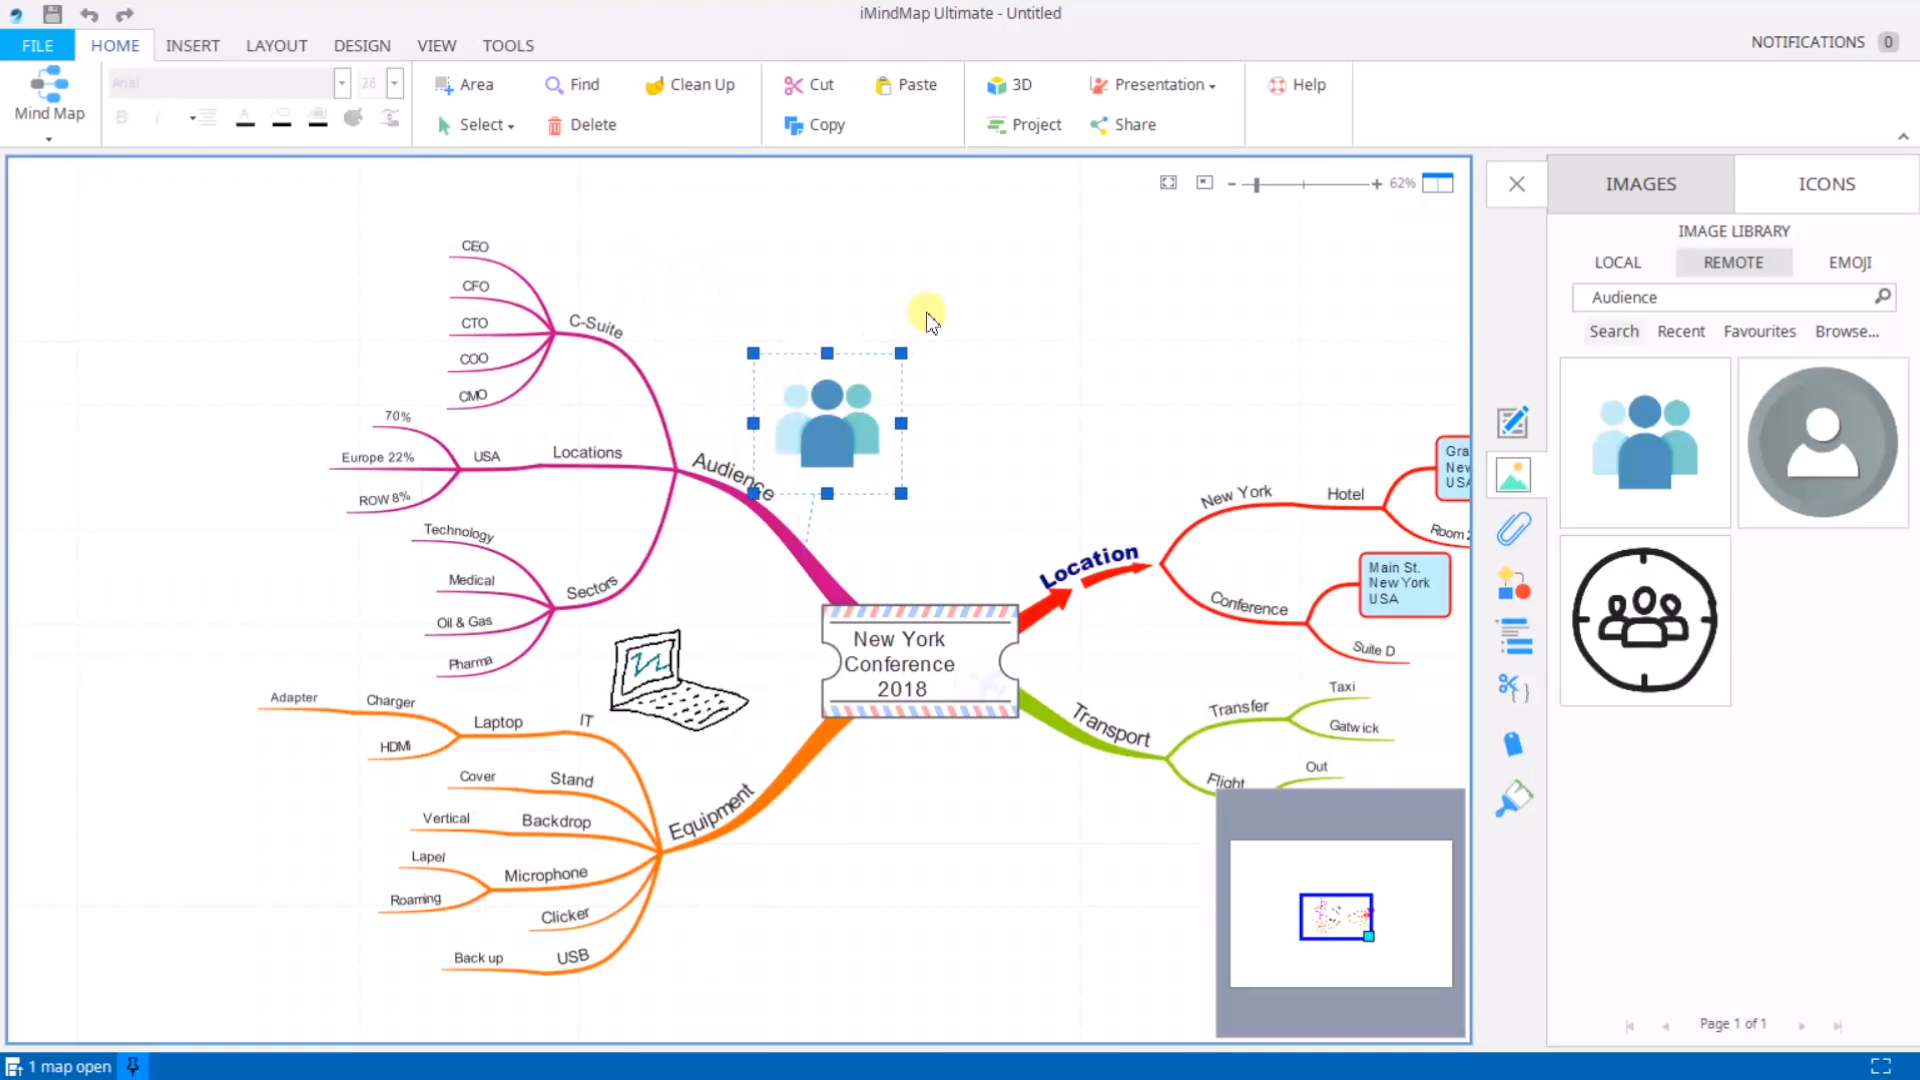 iMindMap Ultimate - Untitled
FILE
HOME
INSERT
LAYOUT
DESIGN
VIEW
TOOLS
NOTIFICATIONS 0
Mind Map
Arial
28
B
I
Area
Find
Clean Up
Select
Delete
Cut
Paste
Copy
3D
Presentation
Project
Share
Help
62%
CEO
CFO
CTO
COO
CMO
C-Suite
70%
Europe 22%
ROW 8%
USA
Locations
Audience
Technology
Medical
Oil & Gas
Pharma
Sectors
Adapter
Charger
HDMI
Laptop
IT
Cover
Stand
Vertical
Backdrop
Lapel
Roaming
Microphone
Clicker
Back up
USB
Equipment
New York
Conference
2018
Location
New York
Hotel
Gra
New
USA
Room
Conference
Main St.
New York
USA
Suite D
Transport
Transfer
Taxi
Gatwick
Flight
Out
IMAGES
ICONS
IMAGE LIBRARY
LOCAL
REMOTE
EMOJI
Audience
Search
Recent
Favourites
Browse...
Page 1 of 1
1 map open